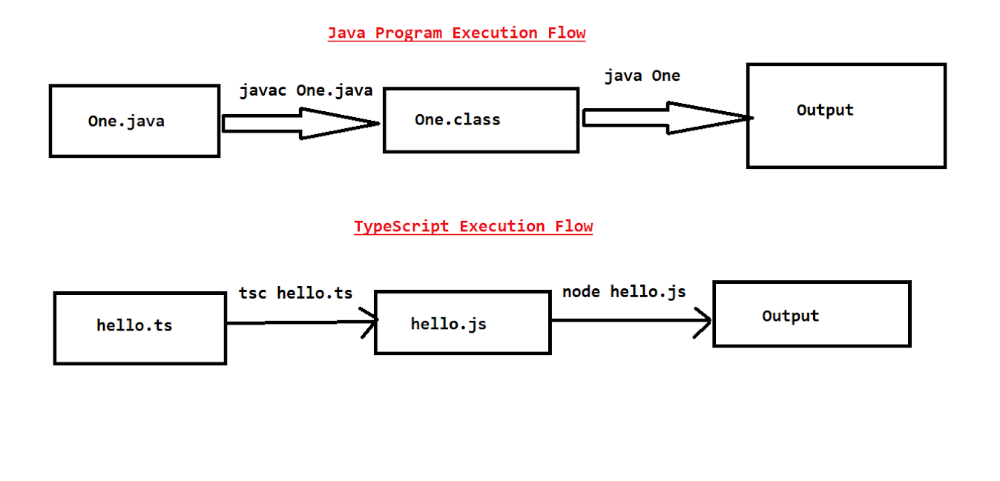 Java Program Execution Flow
javac One.java
java One
One.java
One.class
Output
TypeScript Execution Flow
tsc hello.ts
node hello.js
hello.ts
hello.js
Output